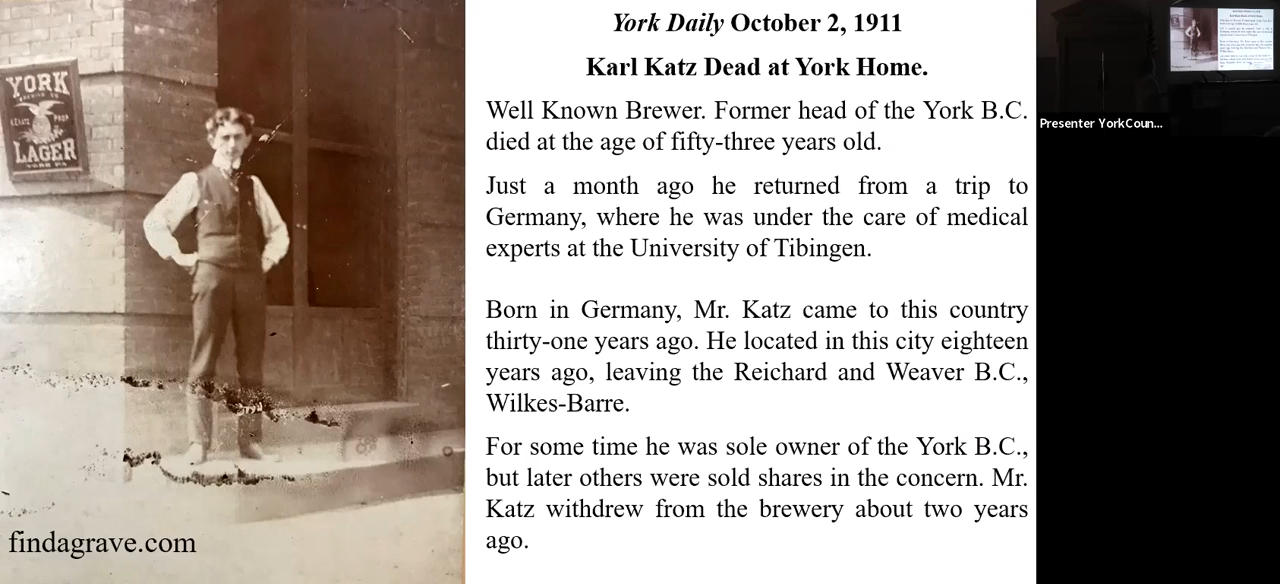 York Daily October 2, 1911
Karl Katz Dead at York Home.
Well Known Brewer. Former head of the York B.C.
died at the age of fifty-three years old.
Just a month ago he returned from a trip to
Germany, where he was under the care of medical
experts at the University of Tibingen.
Born in Germany, Mr. Katz came to this country
thirty-one years ago. He located in this city eighteen
years ago, leaving the Reichard and Weaver B.C.,
Wilkes-Barre.
For some time he was sole owner of the York B.C.,
but later others were sold shares in the concern. Mr.
Katz withdrew from the brewery about two years
ago.
YORK
LAGER
YORK PA
findagrave.com
Presenter YorkCoun...